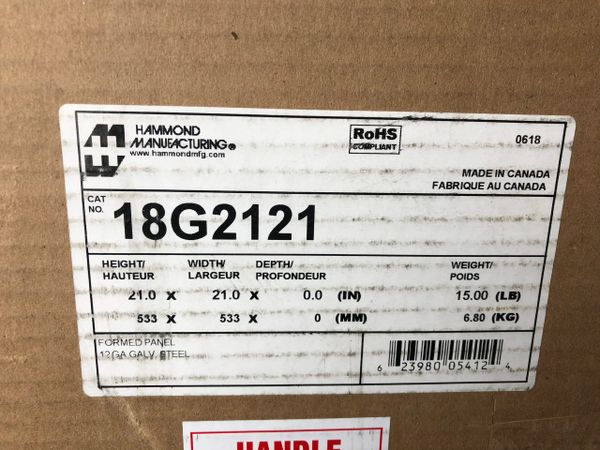 HAMMOND
MANUFACTURING®
www.hammondmfg.com
RoHS
COMPLIANT
0618
MADE IN CANADA
FABRIQUE AU CANADA
CAT
NO.
18G2121
HEIGHT/ WIDTH/ DEPTH/ WEIGHT/
HAUTEUR LARGEUR PROFONDEUR POIDS
21.0 X 21.0 X 0.0 (IN) 15.00 (LB)
533 X 533 X 0 (MM) 6.80 (KG)
FORMED PANEL
12GA GALV. STEEL
6 23980 05412 4
HANDLE